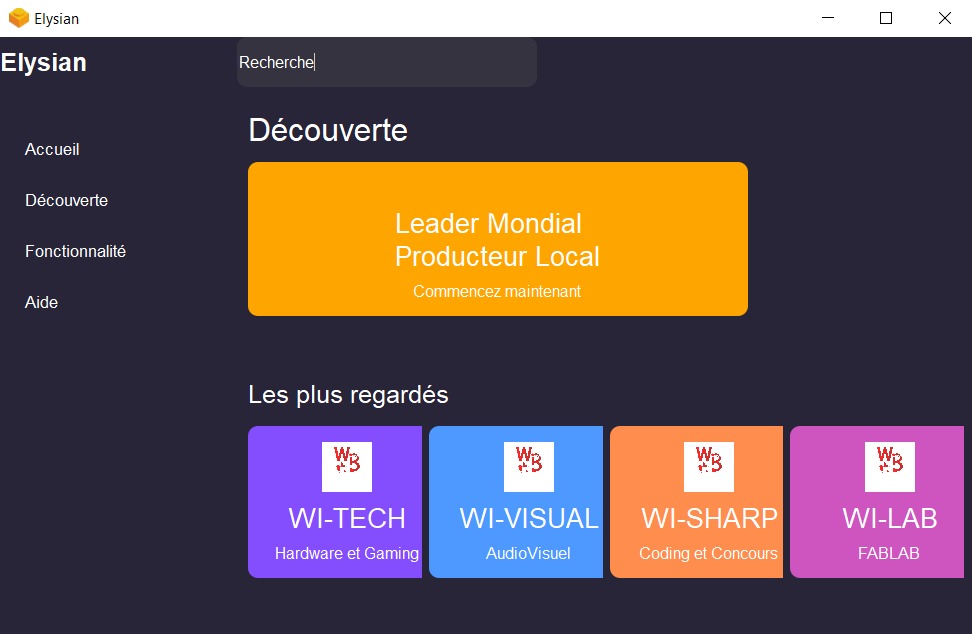 Elysian
Elysian
Recherche
Découverte
Accueil
Découverte
Fonctionnalité
Aide
Leader Mondial
Producteur Local
Commencez maintenant
Les plus regardés
WB
WI-TECH
Hardware et Gaming
WB
WI-VISUAL
AudioVisuel
WB
WI-SHARP
Coding et Concours
WB
WI-LAB
FABLAB